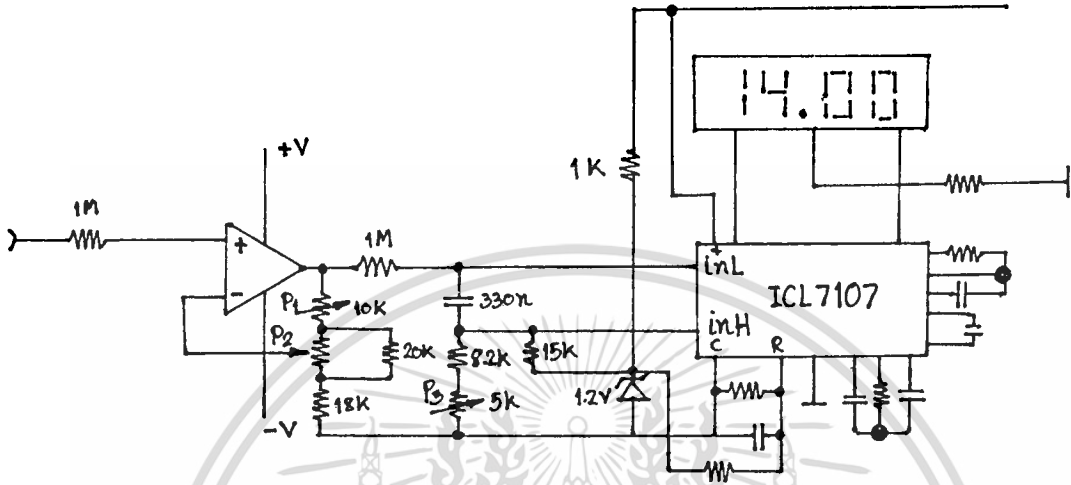 14.00
1K
+V
1M
+
-
1M
+
inL
ICL7107
P1
10K
330n
inH
P2
20K
8.2K
15K
C
R
18K
P3
5K
1.2V
-V